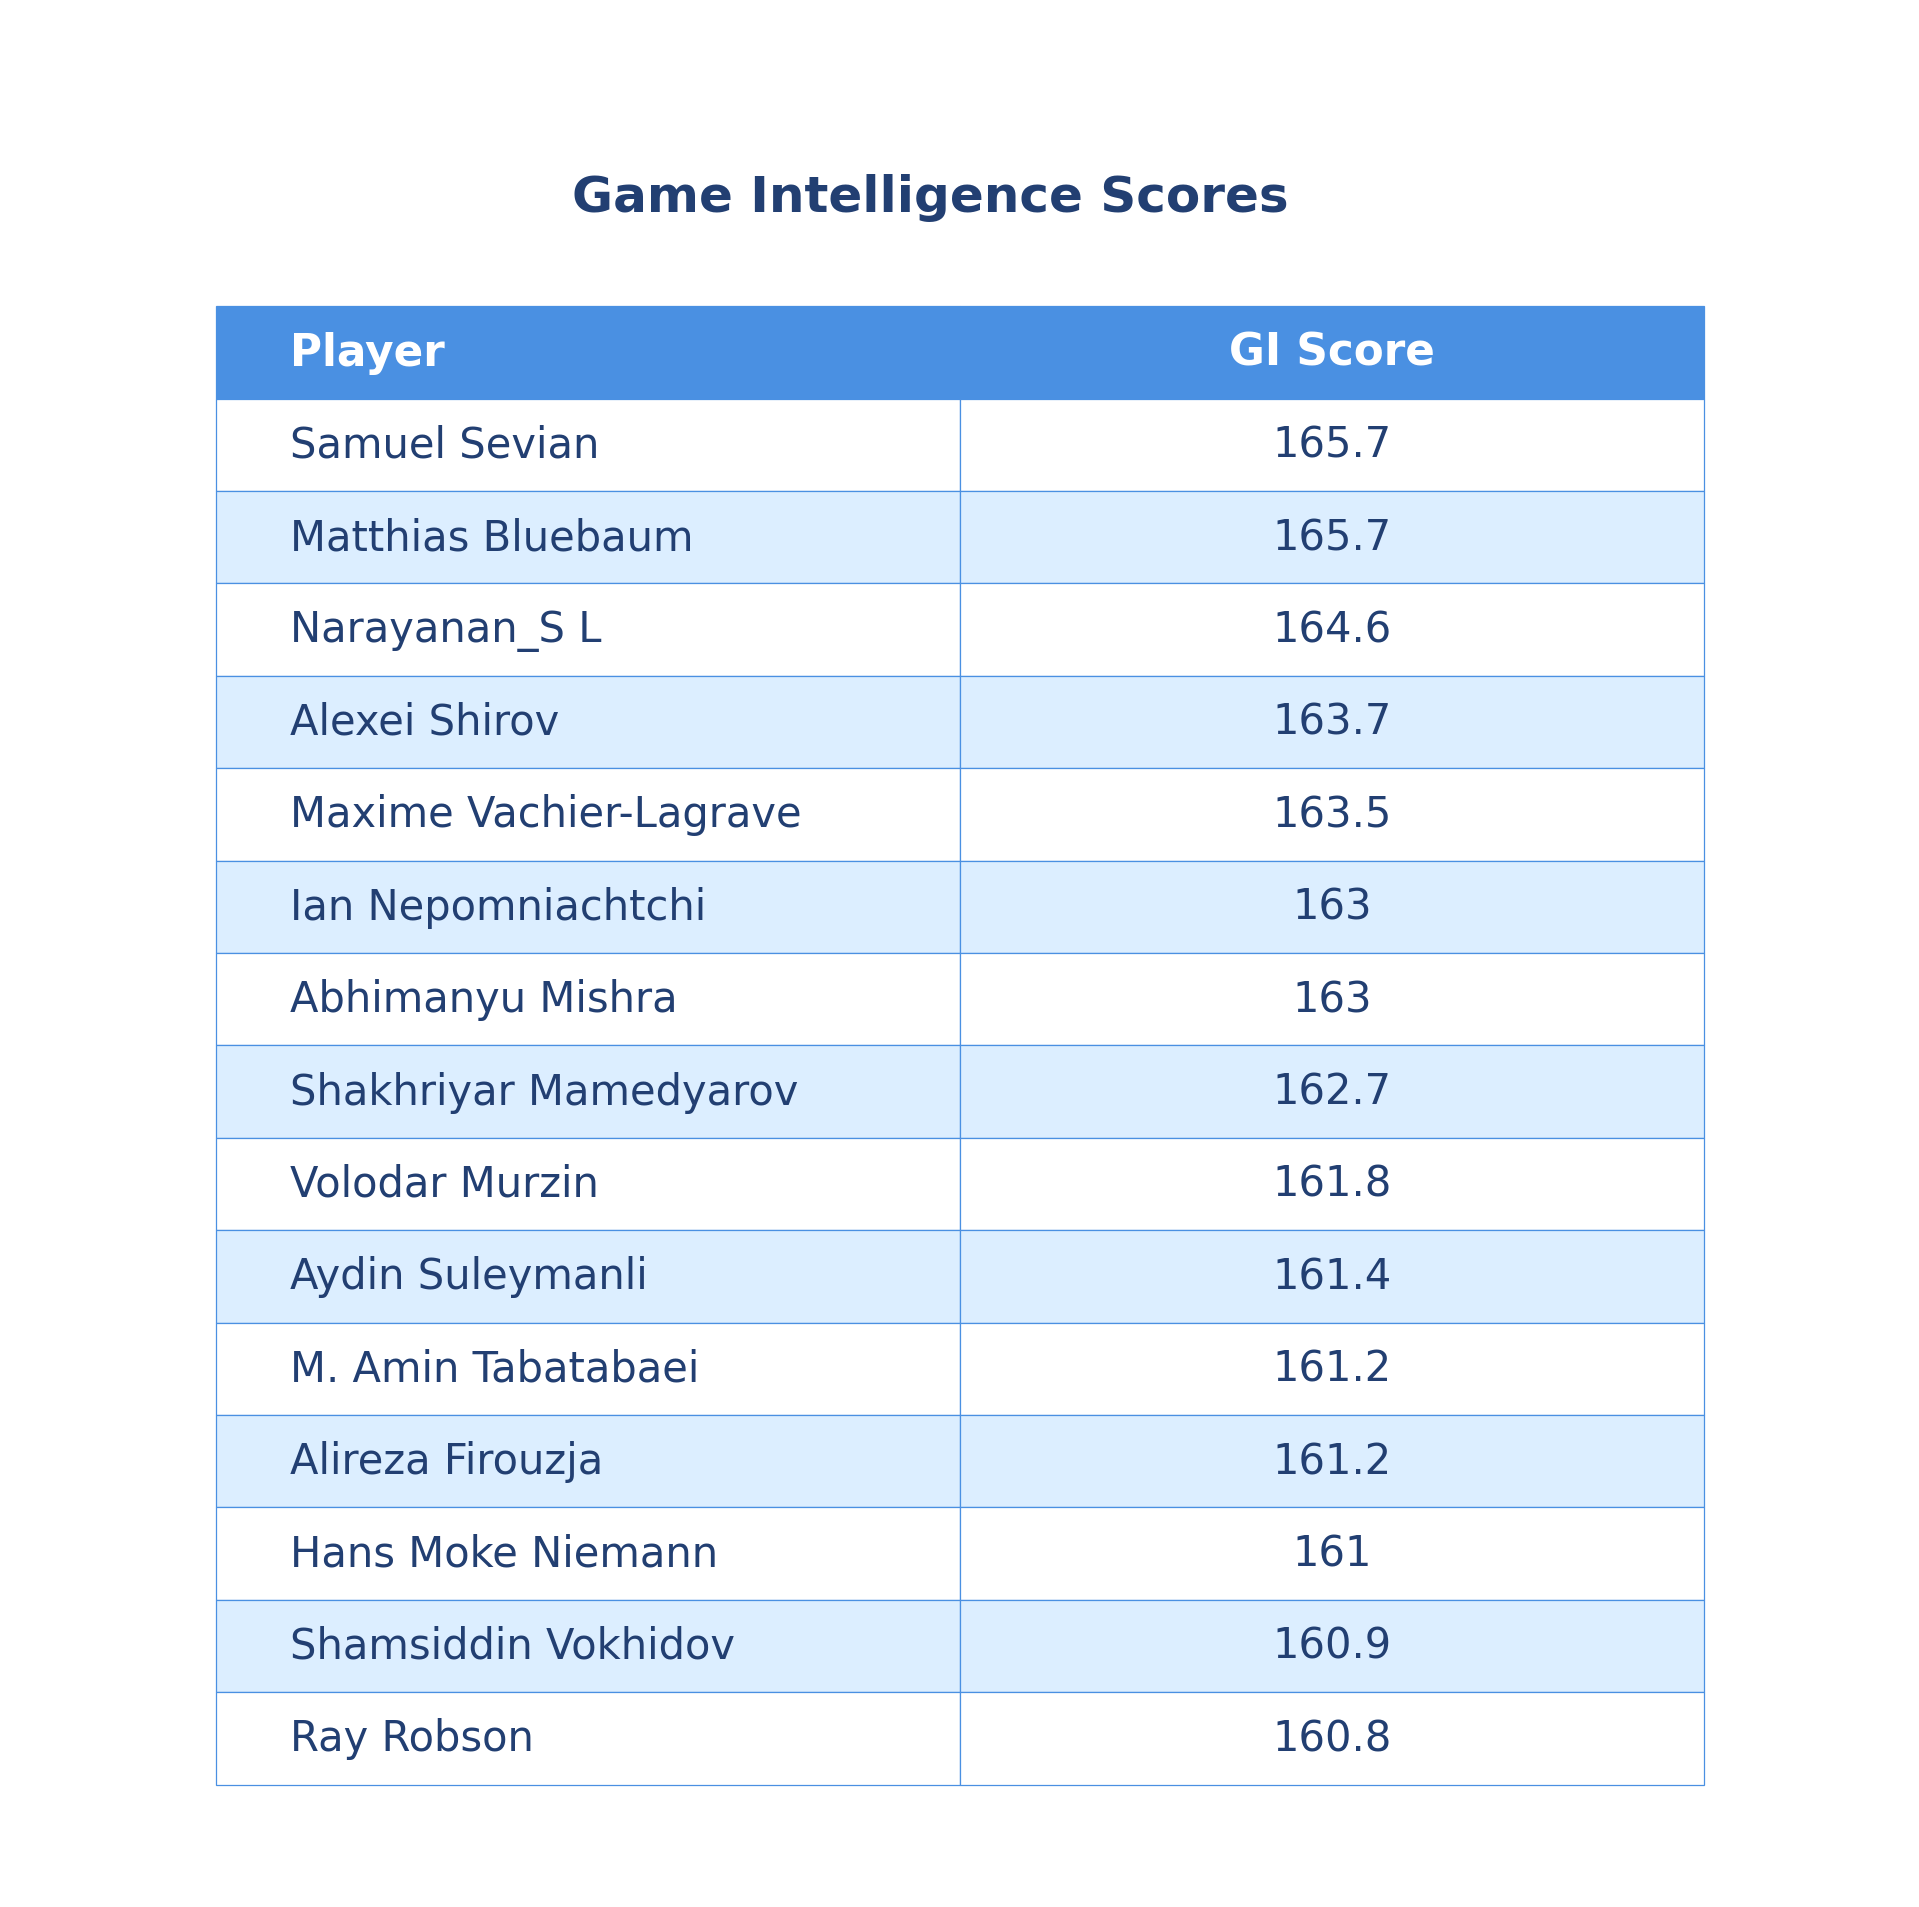 Game Intelligence Scores
Player GI Score
Samuel Sevian 165.7
Matthias Bluebaum 165.7
Narayanan_S L 164.6
Alexei Shirov 163.7
Maxime Vachier-Lagrave 163.5
Ian Nepomniachtchi 163
Abhimanyu Mishra 163
Shakhriyar Mamedyarov 162.7
Volodar Murzin 161.8
Aydin Suleymanli 161.4
M. Amin Tabatabaei 161.2
Alireza Firouzja 161.2
Hans Moke Niemann 161
Shamsiddin Vokhidov 160.9
Ray Robson 160.8